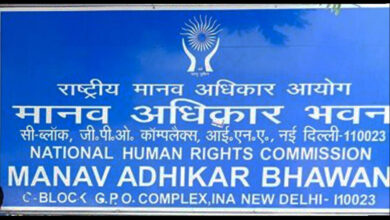 राष्ट्रीय मानव अधिकार आयोग
मानव अधिकार भवन
सी-ब्लॉक, जी.पी.ओ. कॉम्पलैक्स, आई.एन.ए., नई दिल्ली-110023
NATIONAL HUMAN RIGHTS COMMISSION
MANAV ADHIKAR BHAWAN
C-BLOCK G.P.O. COMPLEX,INA NEW DELHI-110023